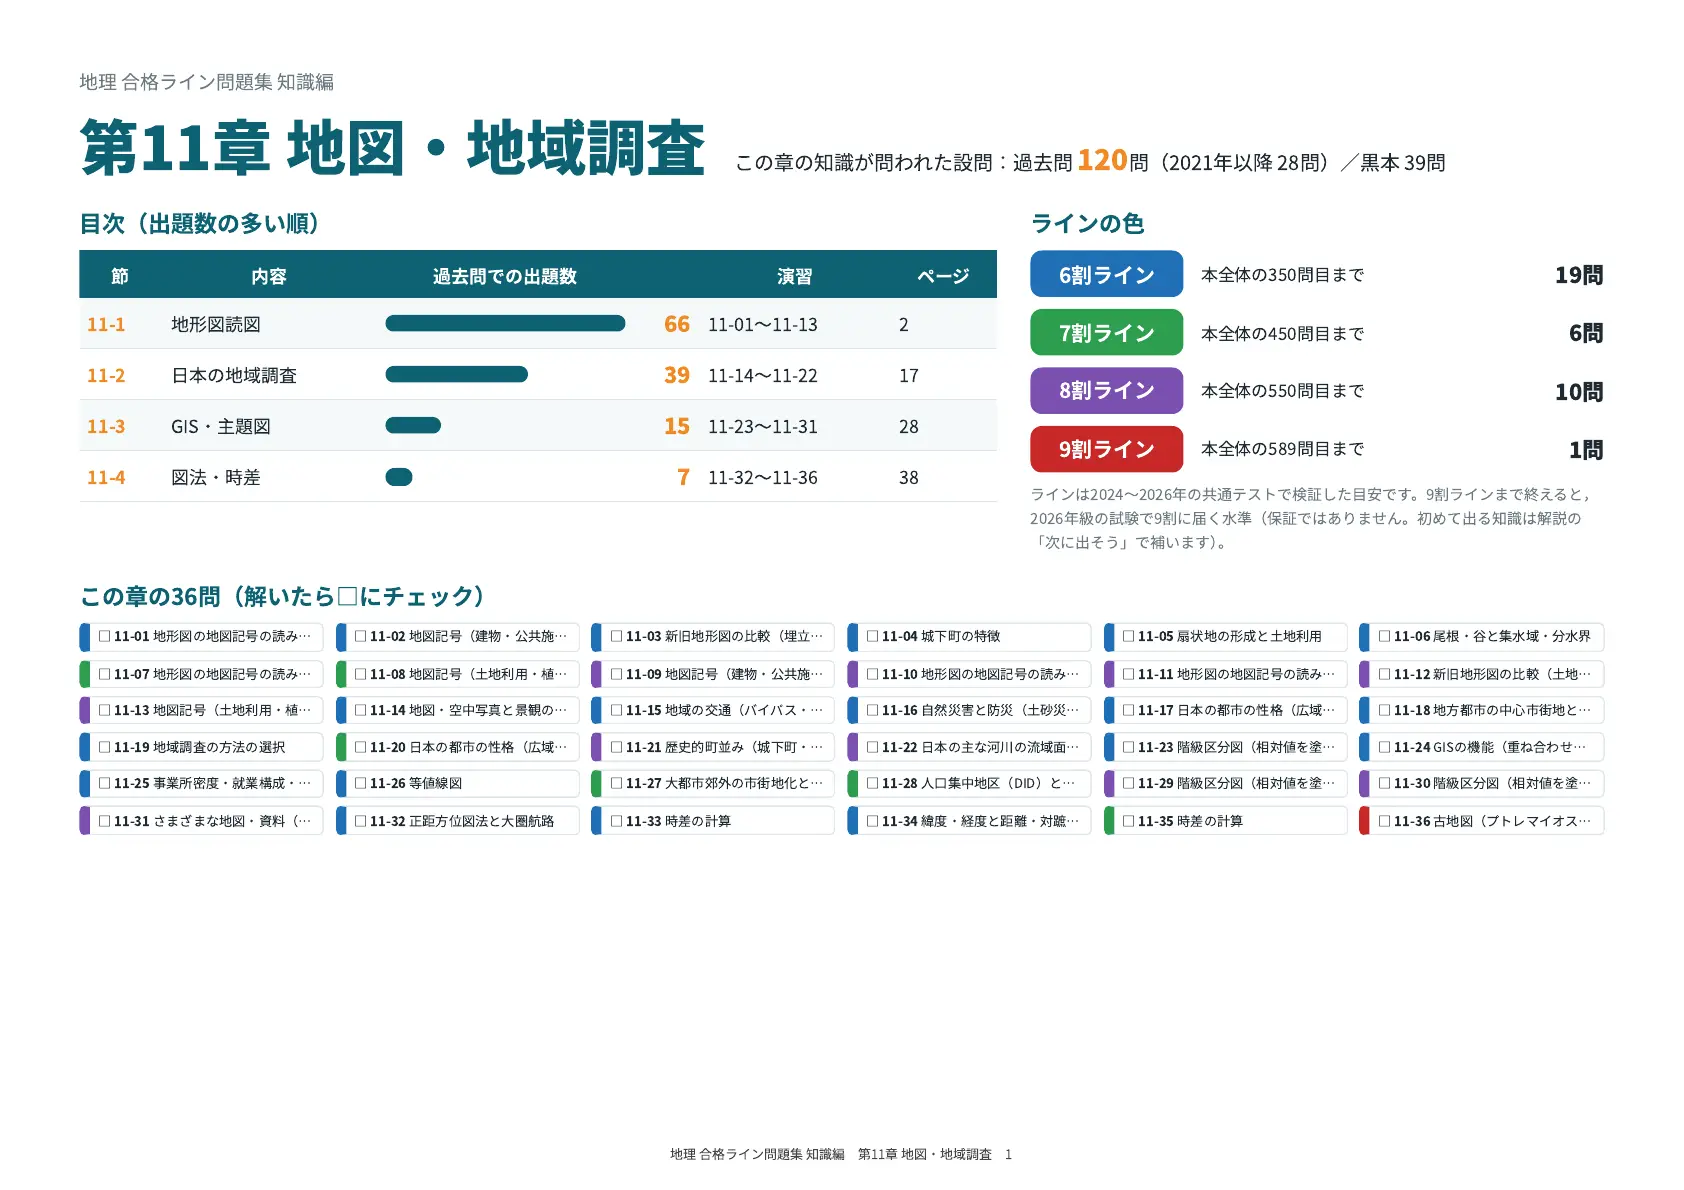 地理 合格ライン問題集 知識編
第11章 地図・地域調査
この章の知識が問われた設問：過去問 120問（2021年以降 28問）／黒本 39問
目次（出題数の多い順）
節 内容 過去問での出題数 演習 ページ
11-1 地形図読図 66 11-01〜11-13 2
11-2 日本の地域調査 39 11-14〜11-22 17
11-3 GIS・主題図 15 11-23〜11-31 28
11-4 図法・時差 7 11-32〜11-36 38
ラインの色
6割ライン 本全体の350問目まで 19問
7割ライン 本全体の450問目まで 6問
8割ライン 本全体の550問目まで 10問
9割ライン 本全体の589問目まで 1問
ラインは2024〜2026年の共通テストで検証した目安です。9割ラインまで終えると，
2026年級の試験で9割に届く水準（保証ではありません。初めて出る知識は解説の
「次に出そう」で補います）。
この章の36問（解いたら□にチェック）
□ 11-01 地形図の地図記号の読み… □ 11-02 地図記号（建物・公共施… □ 11-03 新旧地形図の比較（埋立… □ 11-04 城下町の特徴 □ 11-05 扇状地の形成と土地利用 □ 11-06 尾根・谷と集水域・分水界
□ 11-07 地形図の地図記号の読み… □ 11-08 地図記号（土地利用・植… □ 11-09 地図記号（建物・公共施… □ 11-10 地形図の地図記号の読み… □ 11-11 地形図の地図記号の読み… □ 11-12 新旧地形図の比較（土地…
□ 11-13 地図記号（土地利用・植… □ 11-14 地図・空中写真と景観の… □ 11-15 地域の交通（バイパス・… □ 11-16 自然災害と防災（土砂災… □ 11-17 日本の都市の性格（広域… □ 11-18 地方都市の中心市街地と…
□ 11-19 地域調査の方法の選択 □ 11-20 日本の都市の性格（広域… □ 11-21 歴史的町並み（城下町・… □ 11-22 日本の主な河川の流域面… □ 11-23 階級区分図（相対値を塗… □ 11-24 GISの機能（重ね合わせ…
□ 11-25 事業所密度・就業構成・… □ 11-26 等値線図 □ 11-27 大都市郊外の市街地化と… □ 11-28 人口集中地区（DID）と… □ 11-29 階級区分図（相対値を塗… □ 11-30 階級区分図（相対値を塗…
□ 11-31 さまざまな地図・資料（… □ 11-32 正距方位図法と大圏航路 □ 11-33 時差の計算 □ 11-34 緯度・経度と距離・対蹠… □ 11-35 時差の計算 □ 11-36 古地図（プトレマイオス…
地理 合格ライン問題集 知識編 第11章 地図・地域調査 1